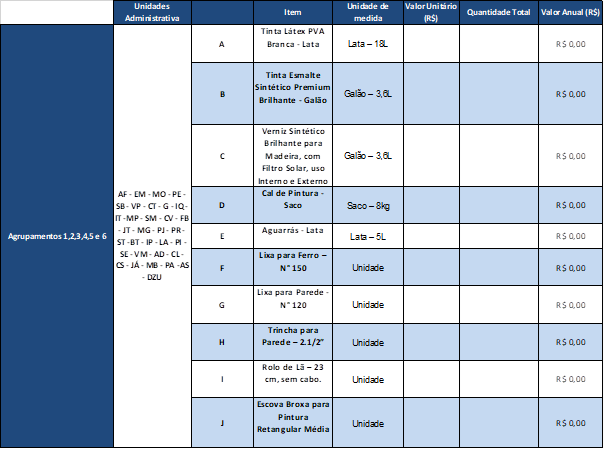 Unidades
Administrativa
Item
Unidade de
medida
Valor Unitário
(R$)
Quantidade Total
Valor Anual (R$)
Agrupamentos 1,2,3,4,5 e 6
AF - EM - MO - PE -
SB - VP - CT - G - IQ -
IT -MP - SM - CV - FB
- JT - MG - PJ - PR-
ST -BT - IP - LA - PI -
SE - VM - AD - CL -
CS - JÁ - MB - PA -AS
- DZU
A
Tinta Látex PVA
Branca - Lata
Lata – 18L
R$ 0,00
B
Tinta Esmalte
Sintético Premium
Brilhante - Galão
Galão – 3,6L
R$ 0,00
C
Verniz Sintético
Brilhante para
Madeira, com
Filtro Solar, uso
Interno e Externo
Galão – 3,6L
R$ 0,00
D
Cal de Pintura -
Saco
Saco – 8kg
R$ 0,00
E
Aguarrás - Lata
Lata – 5L
R$ 0,00
F
Lixa para Ferro –
N° 150
Unidade
R$ 0,00
G
Lixa para Parede -
N° 120
Unidade
R$ 0,00
H
Trincha para
Parede – 2.1/2”
Unidade
R$ 0,00
I
Rolo de Lã – 23
cm, sem cabo.
Unidade
R$ 0,00
J
Escova Broxa para
Pintura
Retangular Média
Unidade
R$ 0,00